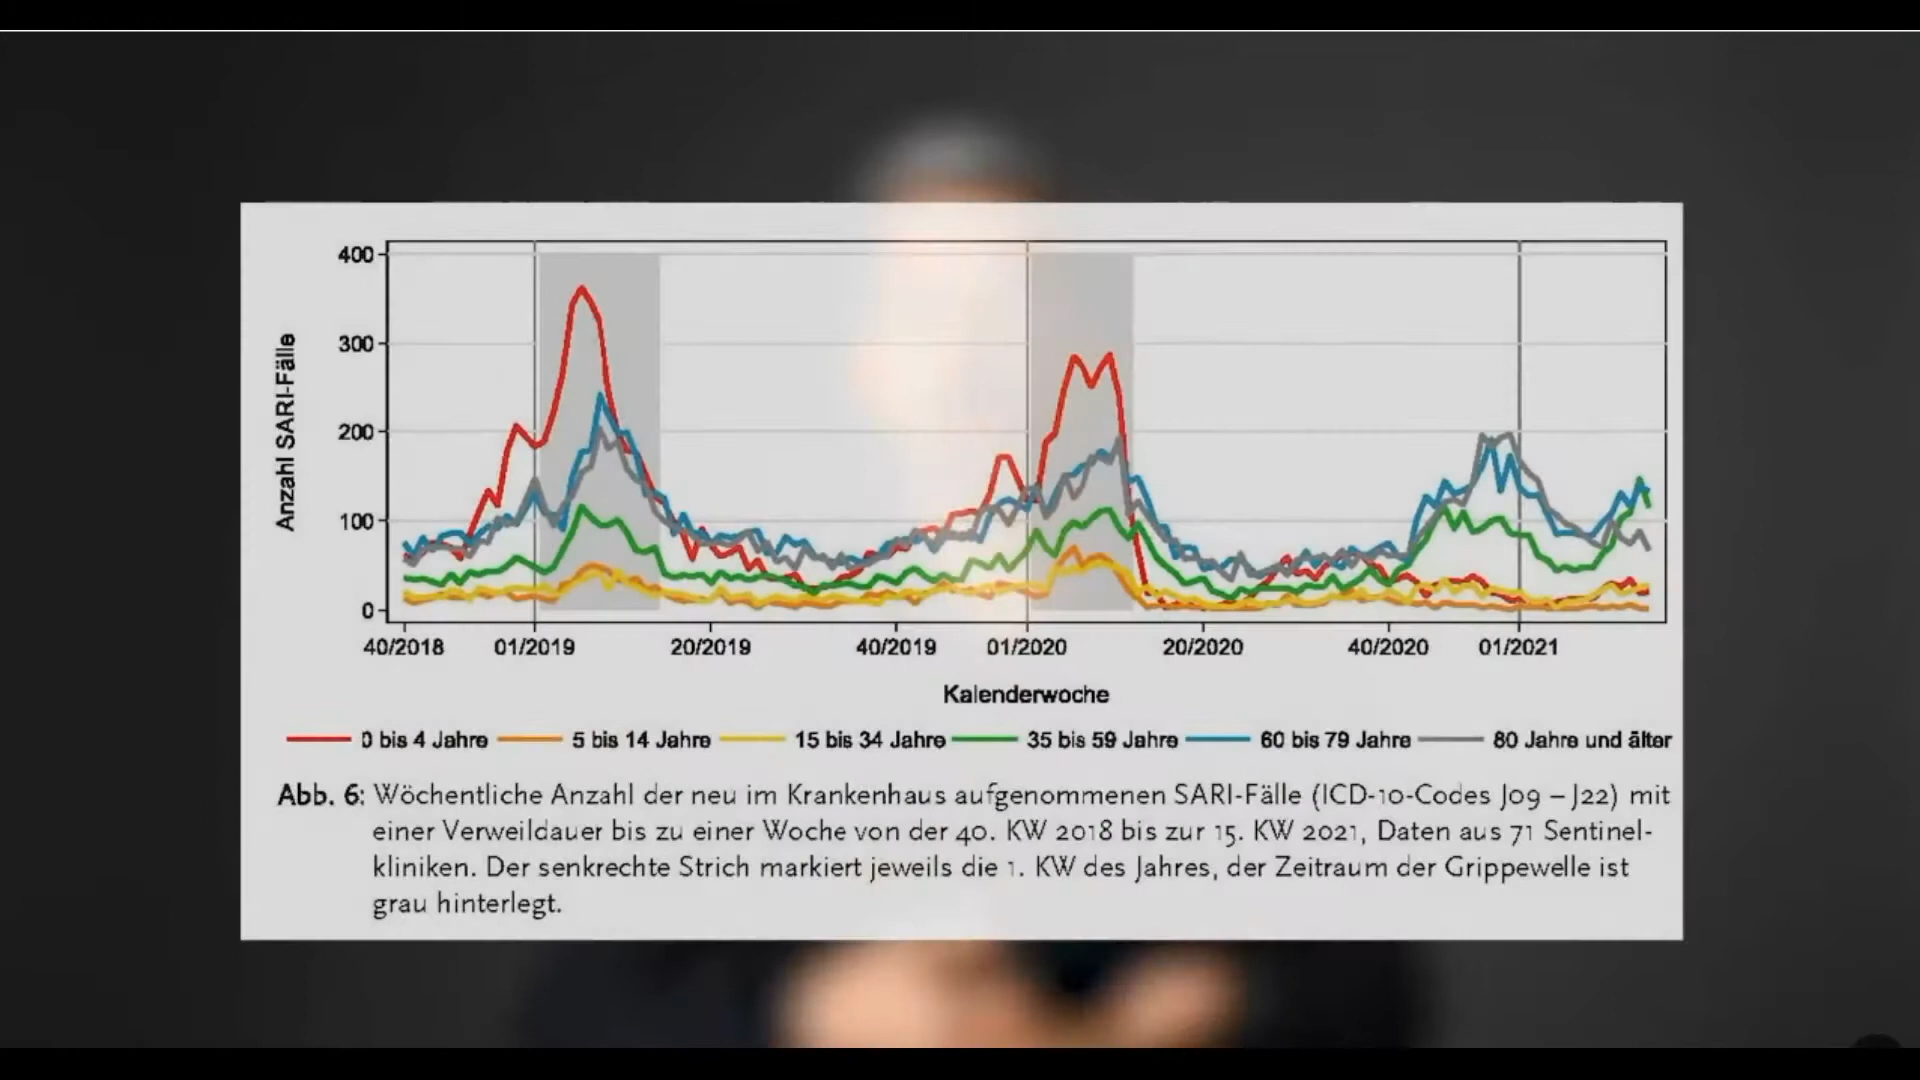 400
300
200
100
0
Anzahl SARI-Fälle
40/2018 01/2019 20/2019 40/2019 01/2020 20/2020 40/2020 01/2021
Kalenderwoche
0 bis 4 Jahre 5 bis 14 Jahre 15 bis 34 Jahre 35 bis 59 Jahre 60 bis 79 Jahre 80 Jahre und älter
Abb. 6: Wöchentliche Anzahl der neu im Krankenhaus aufgenommenen SARI-Fälle (ICD-10-Codes J09 – J22) mit
einer Verweildauer bis zu einer Woche von der 40. KW 2018 bis zur 15. KW 2021, Daten aus 71 Sentinel-
kliniken. Der senkrechte Strich markiert jeweils die 1. KW des Jahres, der Zeitraum der Grippewelle ist
grau hinterlegt.